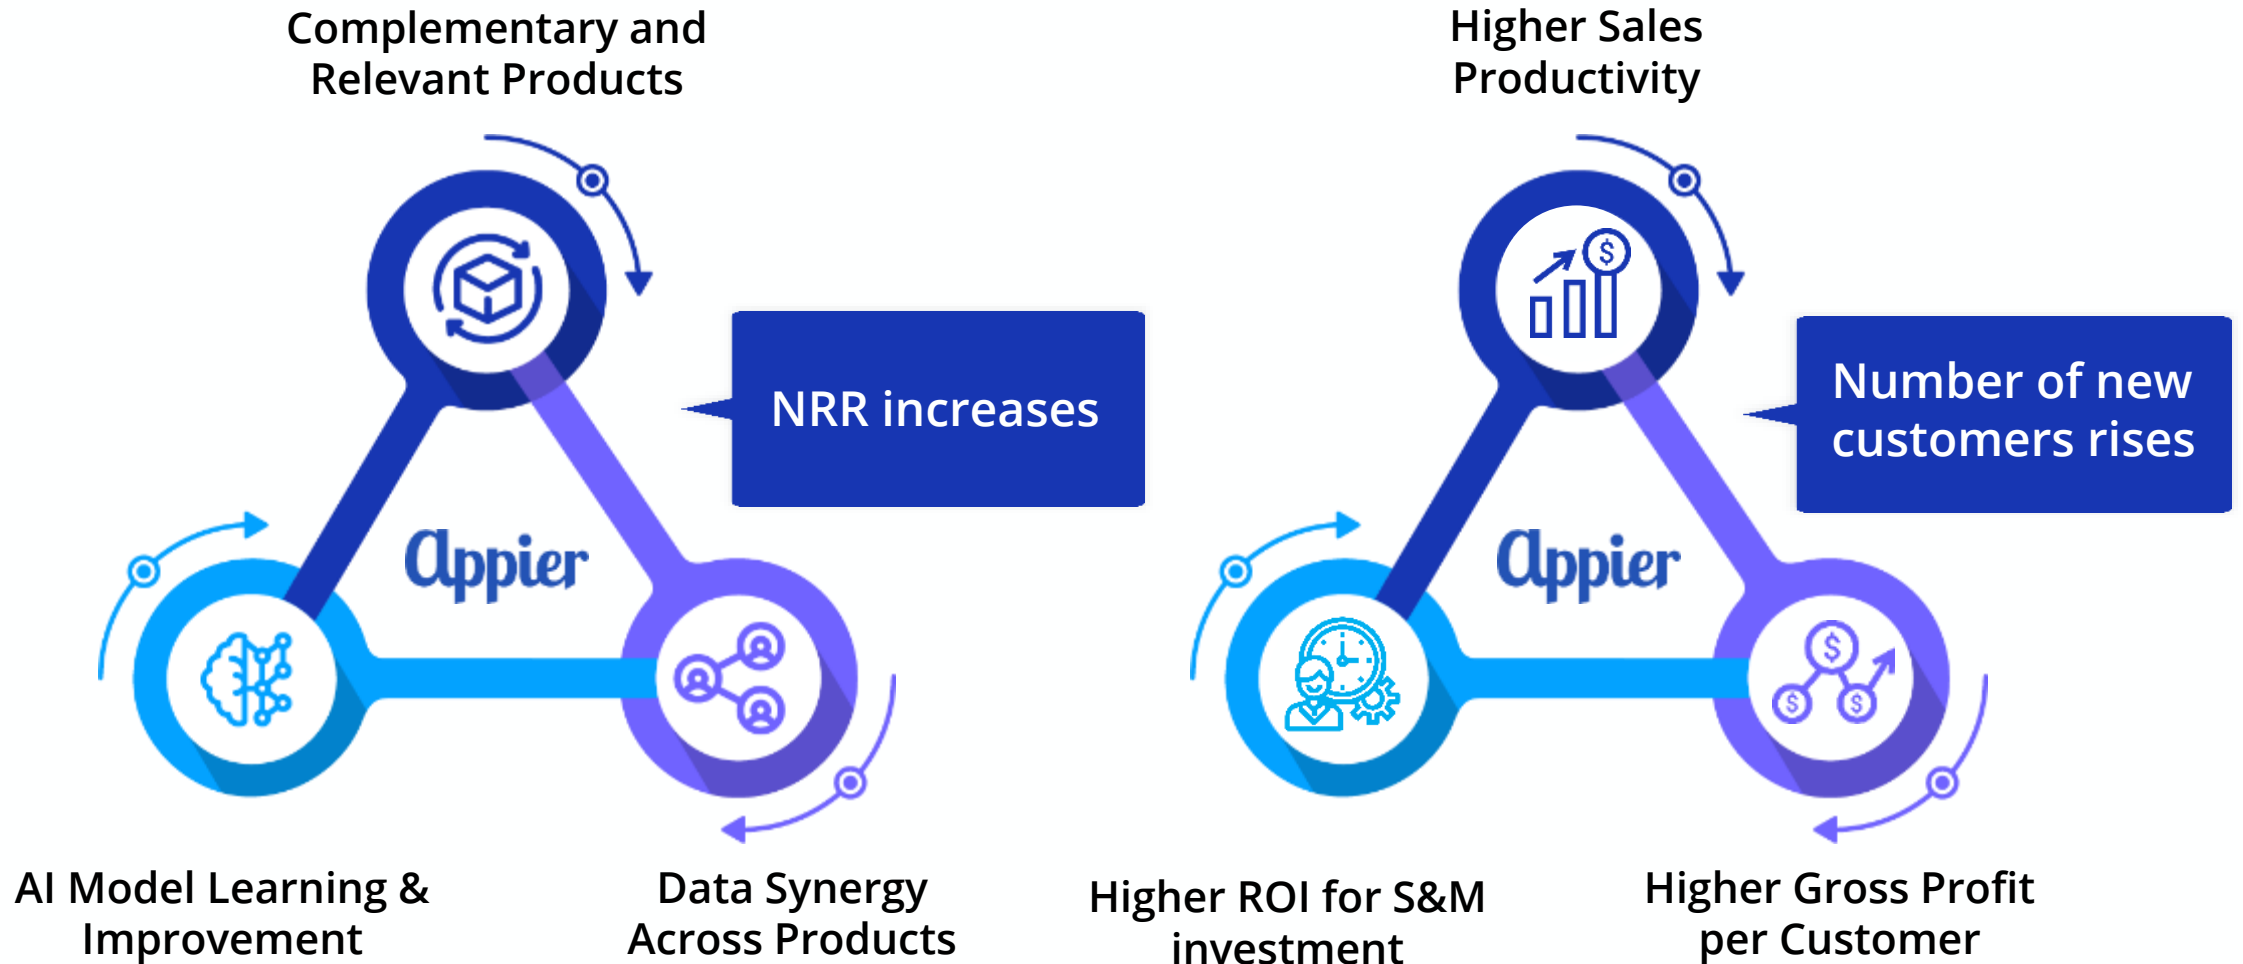 Complementary and
Relevant Products
NRR increases
Appier
AI Model Learning &
Improvement
Data Synergy
Across Products
Higher Sales
Productivity
$
Number of new
customers rises
Appier
$
$
$
Higher ROI for S&M
investment
Higher Gross Profit
per Customer